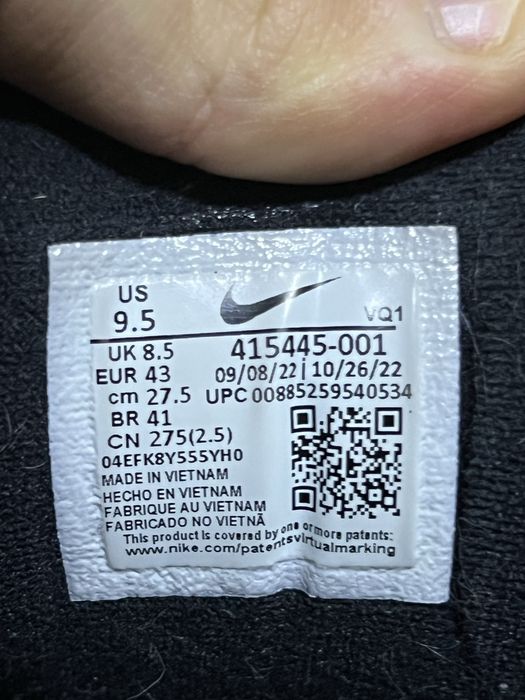 US
9.5
VQ1
UK 8.5
415445-001
EUR 43
09/08/22 | 10/26/22
cm 27.5
UPC 00885259540534
BR 41
CN 275(2.5)
04EFK8Y555YH0
MADE IN VIETNAM
HECHO EN VIETNAM
FABRIQUE AU VIETNAM
FABRICADO NO VIETNÃ
This product is covered by one or more patents:
www.nike.com/patentsvirtualmarking